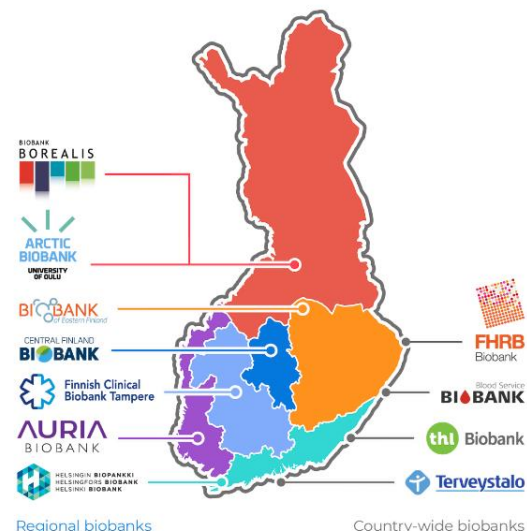 BIOBANK
BOREALIS
ARCTIC
BIOBANK
UNIVERSITY
OF OULU
BIOBANK
of Eastern Finland
CENTRAL FINLAND
BIOBANK
Finnish Clinical
Biobank Tampere
AURIA
BIOBANK
HELSINGIN BIOPANKKI
HELSINGFORS BIOBANK
HELSINKI BIOBANK
Regional biobanks
FHRB
Biobank
Blood Service
BIOBANK
thl Biobank
Terveystalo
Country-wide biobanks